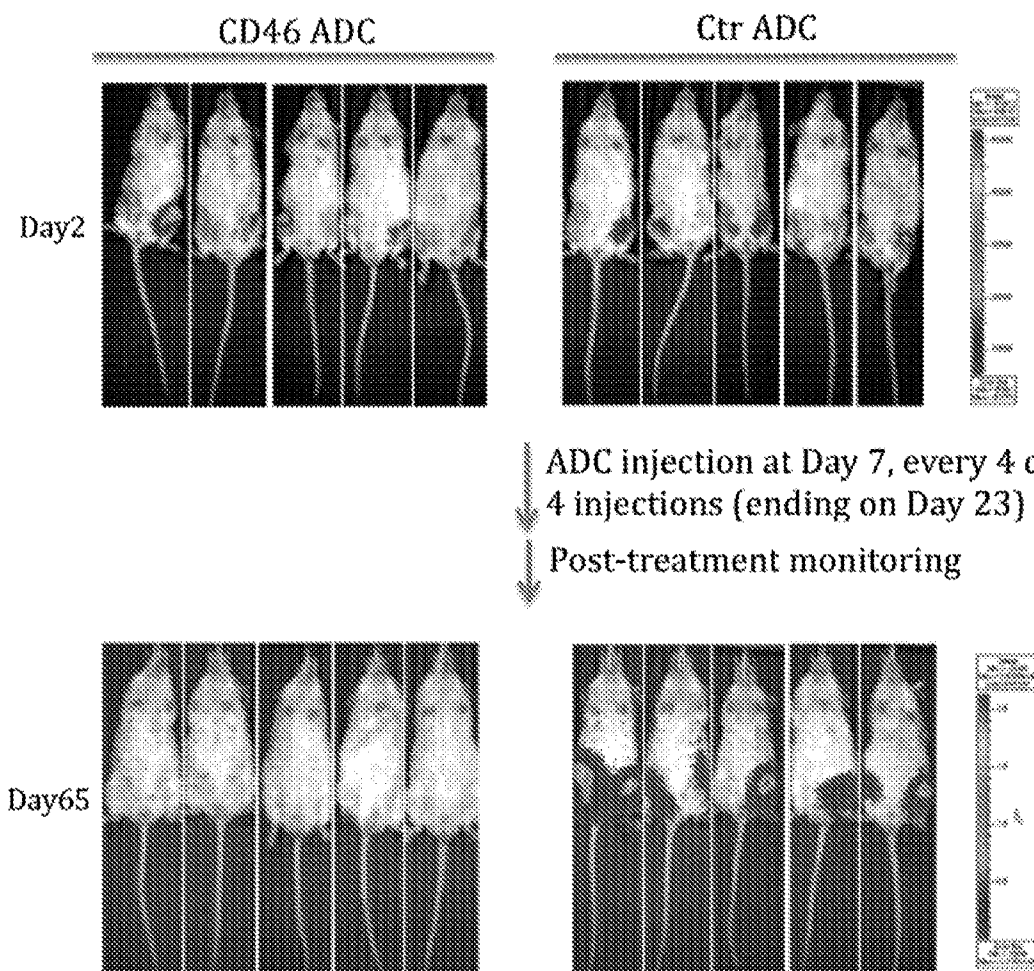 CD46 ADC
Ctr ADC
Day2
ADC injection at Day 7, every 4
4 injections (ending on Day 23)
Post-treatment monitoring
Day65